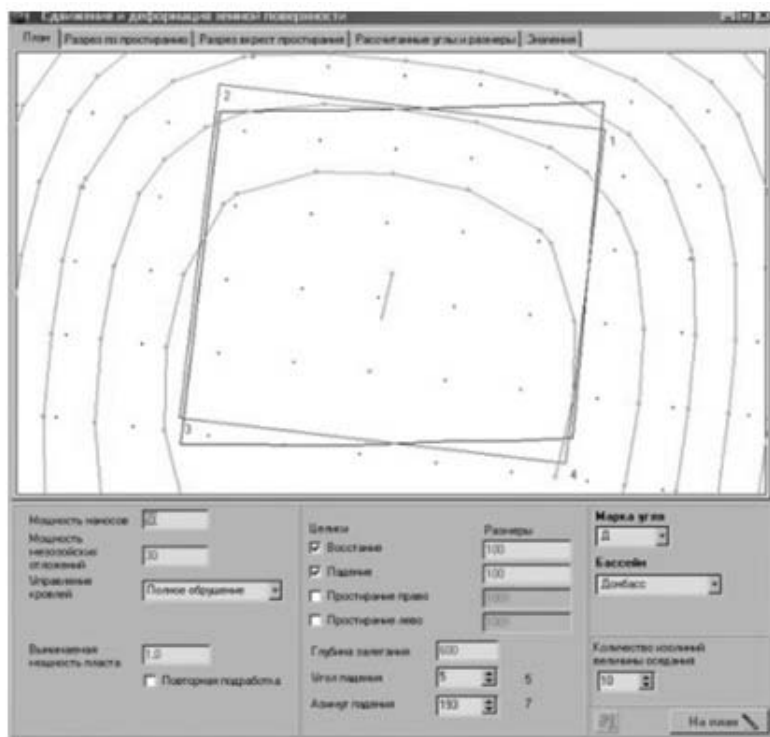 Сдвижение и деформация земной поверхности
План Разрез по простиранию Разрез вкрест простирания Рассчитанные углы и размеры Значения
2
1
3
4
Мощность наносов
Мощность мезозойских отложений 30
Управление кровлей Полное обрушение
Вынимаемая мощность пласта 1,0
Повторная подработка
Целики Размеры
Восстание 100
Падение 100
Простирание право 1000
Простирание лево 1000
Глубина залегания 600
Угол падения 5 5
Азимут падения 193 7
Марка угля
Д
Бассейн
Донбасс
Количество изолиний величины оседания
10
На план